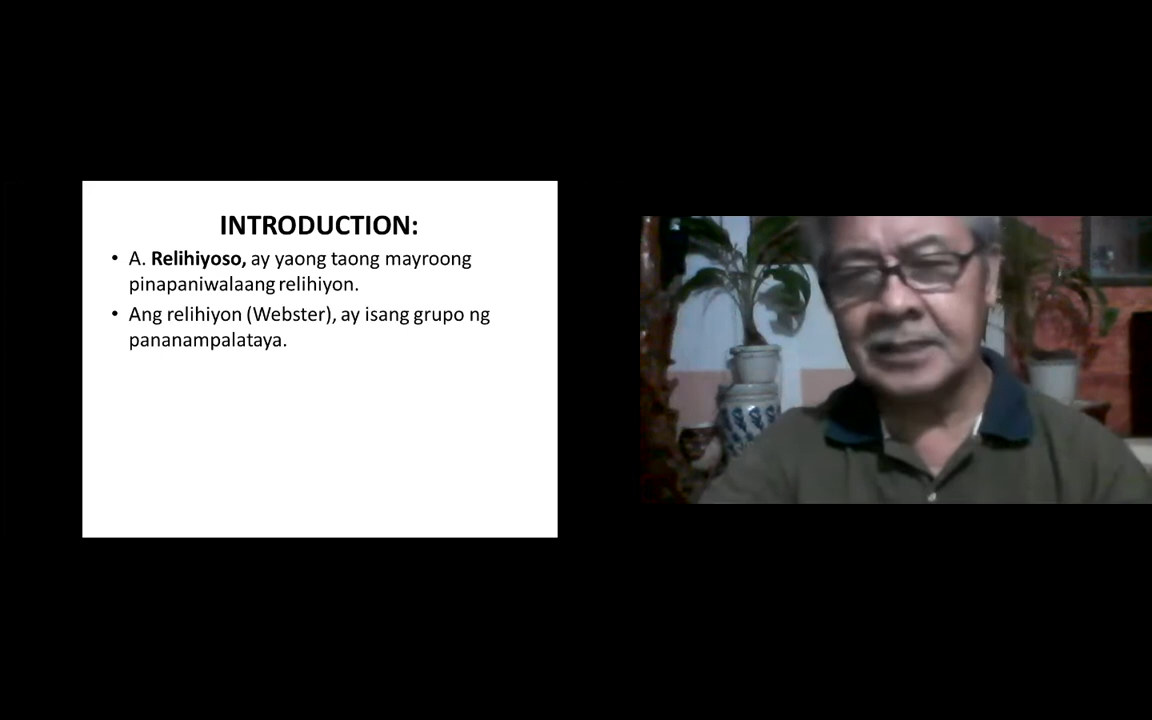 INTRODUCTION:
• A. Relihiyoso, ay yaong taong mayroong
pinapaniwalaang relihiyon.
• Ang relihiyon (Webster), ay isang grupo ng
pananampalataya.